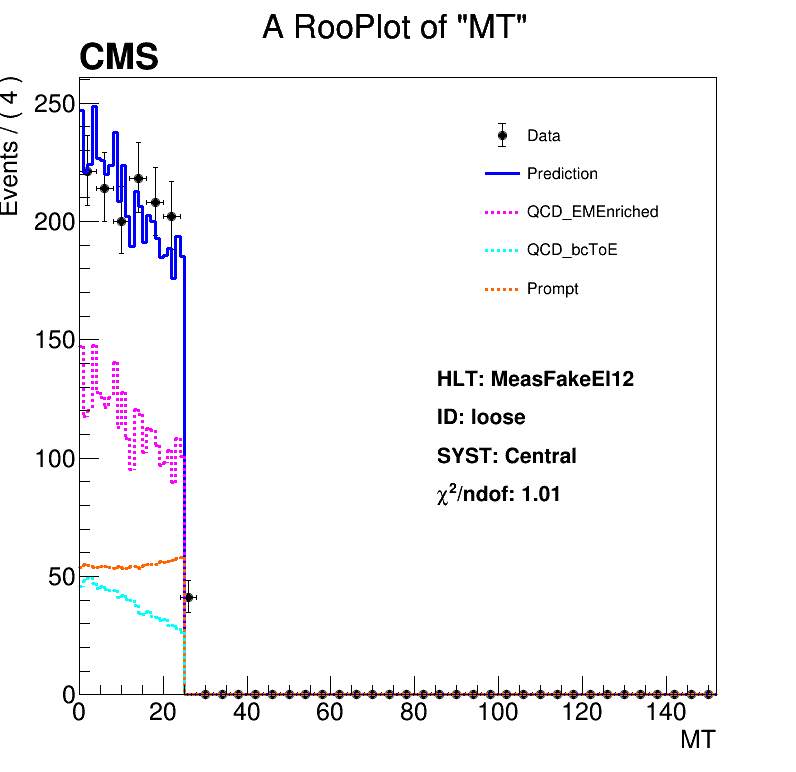 A RooPlot of "MT"
CMS
Events / ( 4 )
250
200
150
100
50
0
0 20 40 60 80 100 120 140
MT
Data
Prediction
QCD_EMEnriched
QCD_bcToE
Prompt
HLT: MeasFakeEl12
ID: loose
SYST: Central
χ²/ndof: 1.01